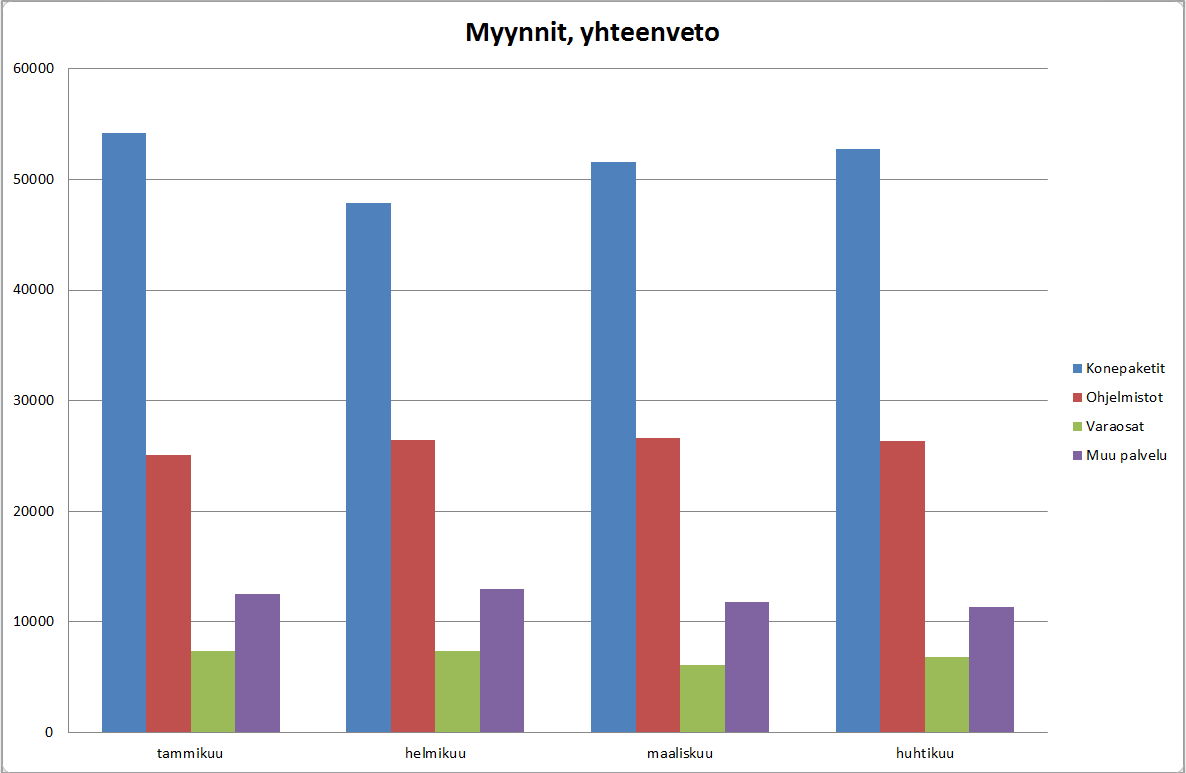 Myynnit, yhteenveto
60000
50000
40000
30000
20000
10000
0
tammikuu
helmikuu
maaliskuu
huhtikuu
Konepaketit
Ohjelmistot
Varaosat
Muu palvelu